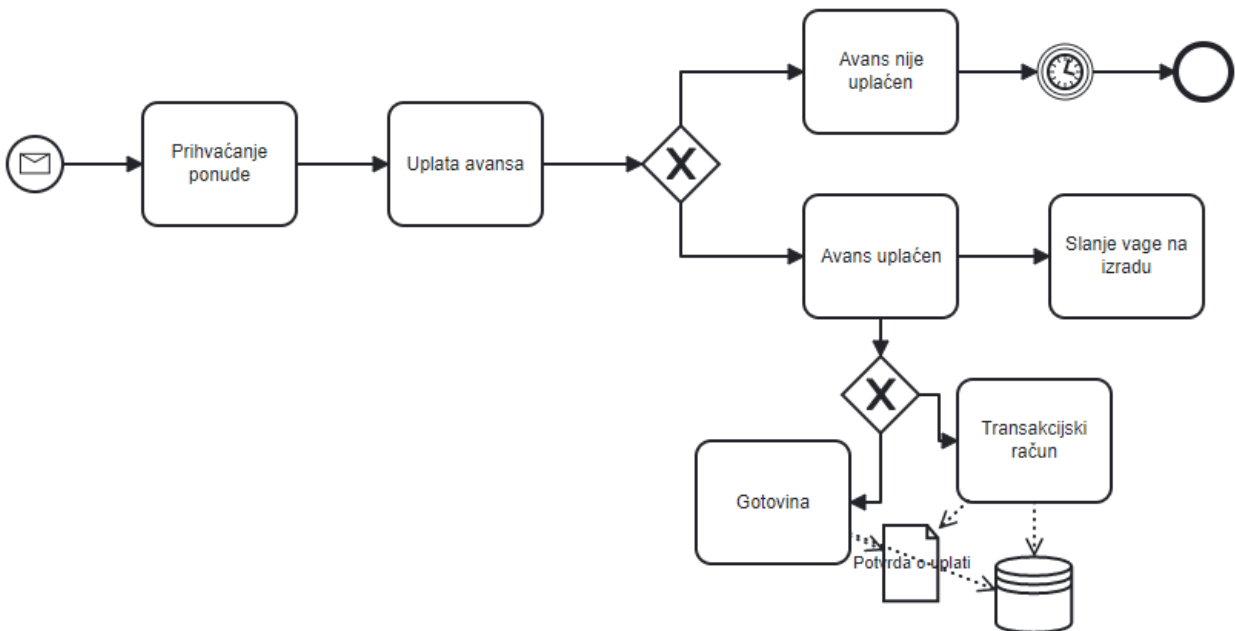 Avans nije
uplaćen
Prihvaćanje
ponude
Uplata avansa
Avans uplaćen
Slanje vage na
izradu
Transakcijski
račun
Gotovina
Potvrda o uplati